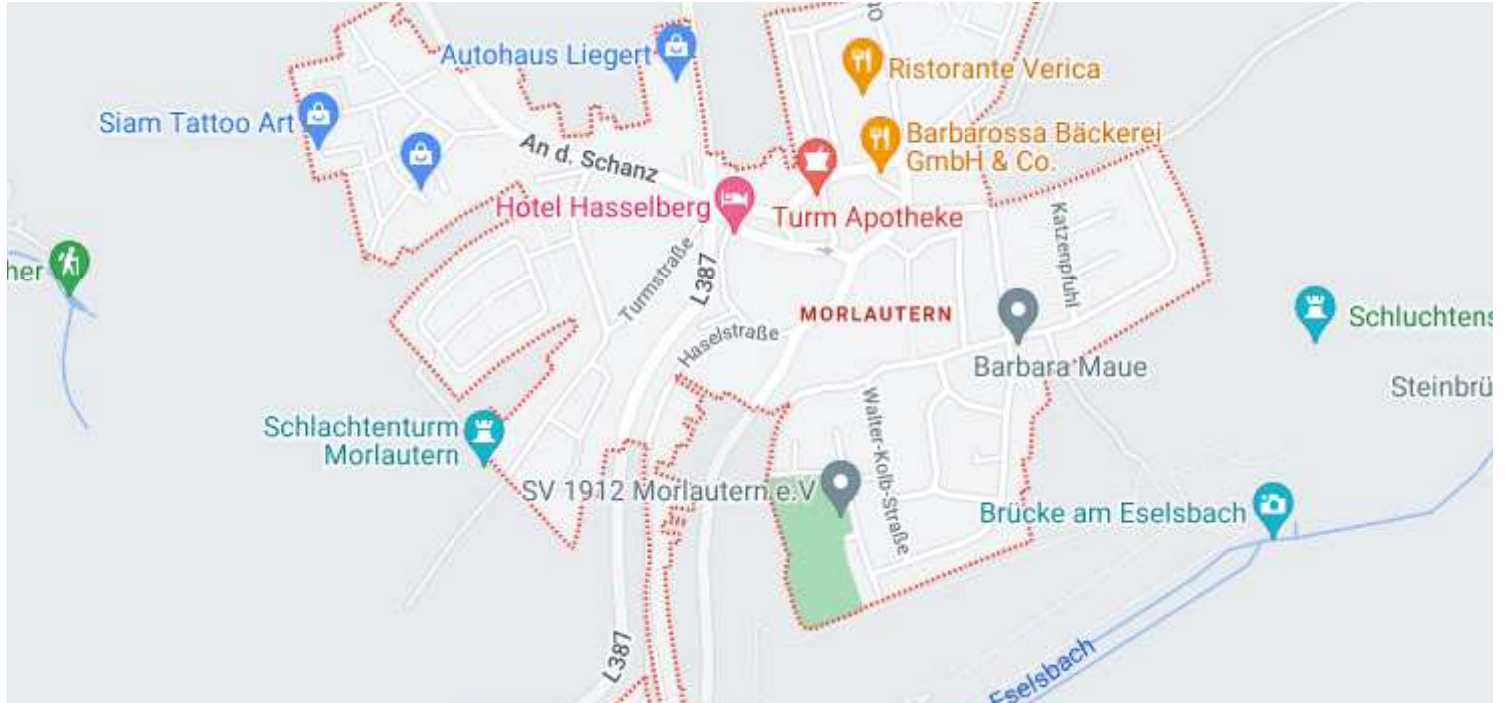 Autohaus Liegert
Ristorante Verica
Siam Tattoo Art
An d. Schanz
Barbarossa Bäckerei
GmbH & Co.
Hotel Hasselberg
Turm Apotheke
Katzenpfuhl
her
Turmstraße
L387
MORLAUTERN
Haselstraße
Schluchtens
Barbara Maue
Steinbrü
Schlachtenturm
Morlautern
Walter-Kolb-Straße
SV 1912 Morlautern e.V
Brücke am Eselsbach
L387
Eselsbach